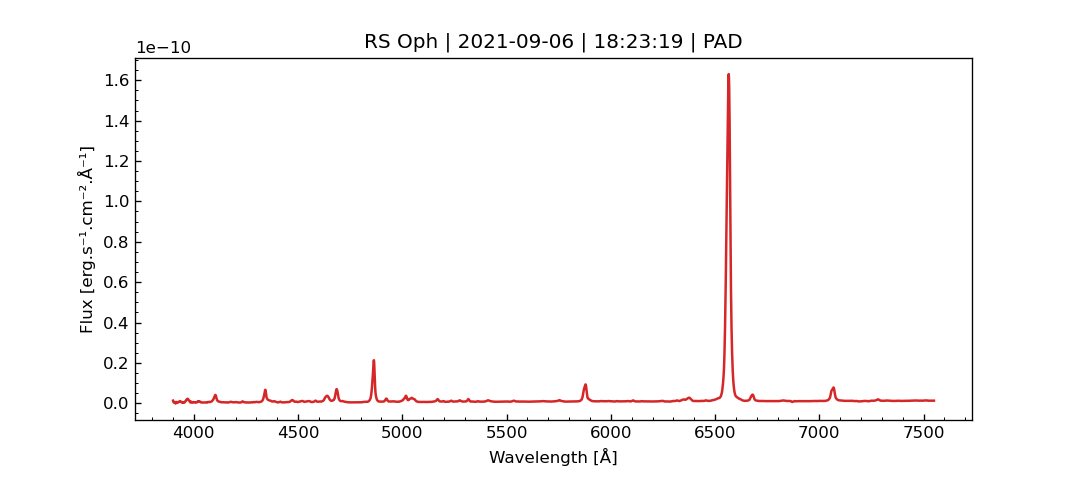 RS Oph | 2021-09-06 | 18:23:19 | PAD
1e−10
1.6
1.4
1.2
1.0
0.8
0.6
0.4
0.2
0.0
Flux [erg.s⁻¹.cm⁻².Å⁻¹]
4000 4500 5000 5500 6000 6500 7000 7500
Wavelength [Å]